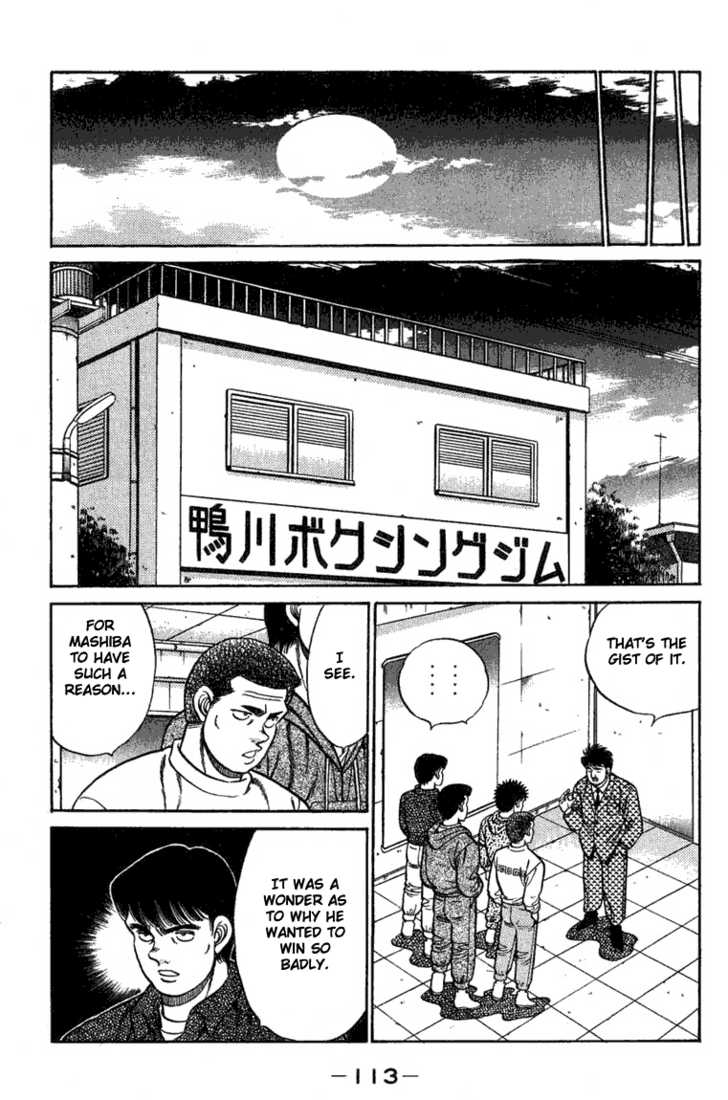 鴨川ボクシングジム
THAT'S THE
GIST OF IT.
...
...
I
SEE.
FOR
MASHIBA
TO HAVE
SUCH A
REASON...
IT WAS A
WONDER AS
TO WHY HE
WANTED TO
WIN SO
BADLY.
-113-